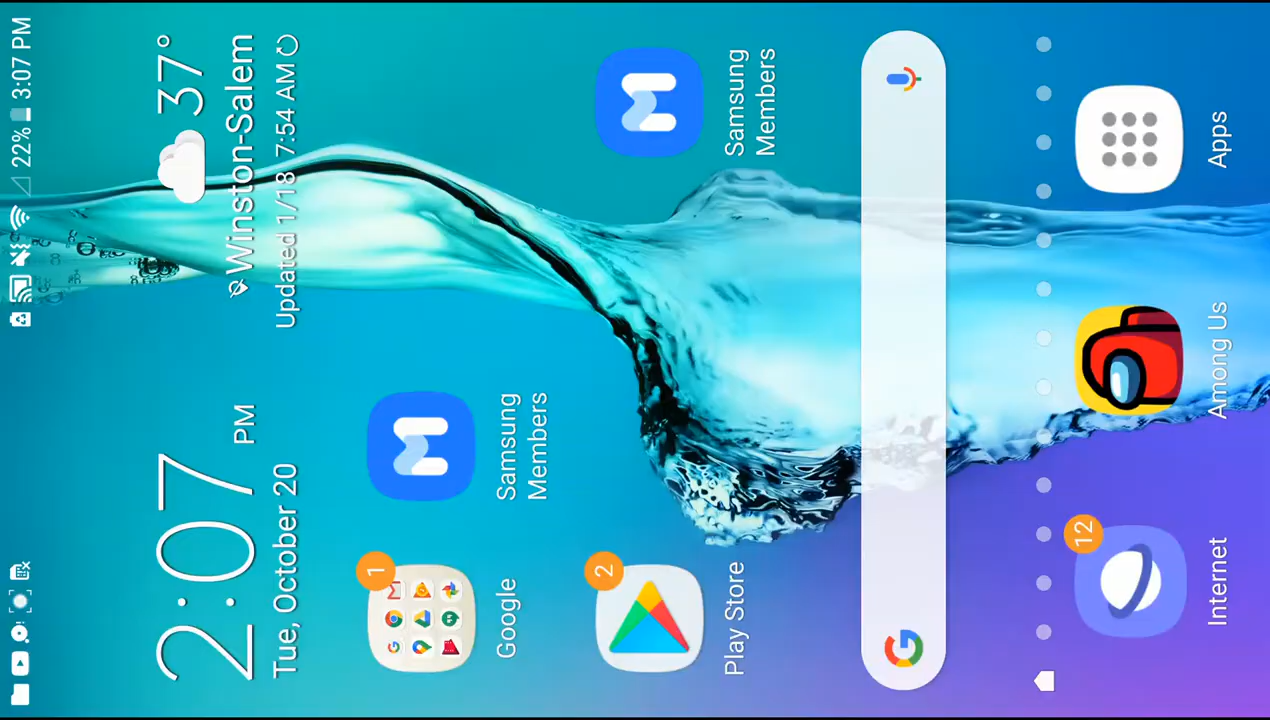 22% 3:07 PM
2:07 PM
Tue, October 20
37°
Winston-Salem
Updated 1/18 7:54 AM
1
Google
Samsung
Members
2
Play Store
Samsung
Members
12
Internet
Among Us
Apps